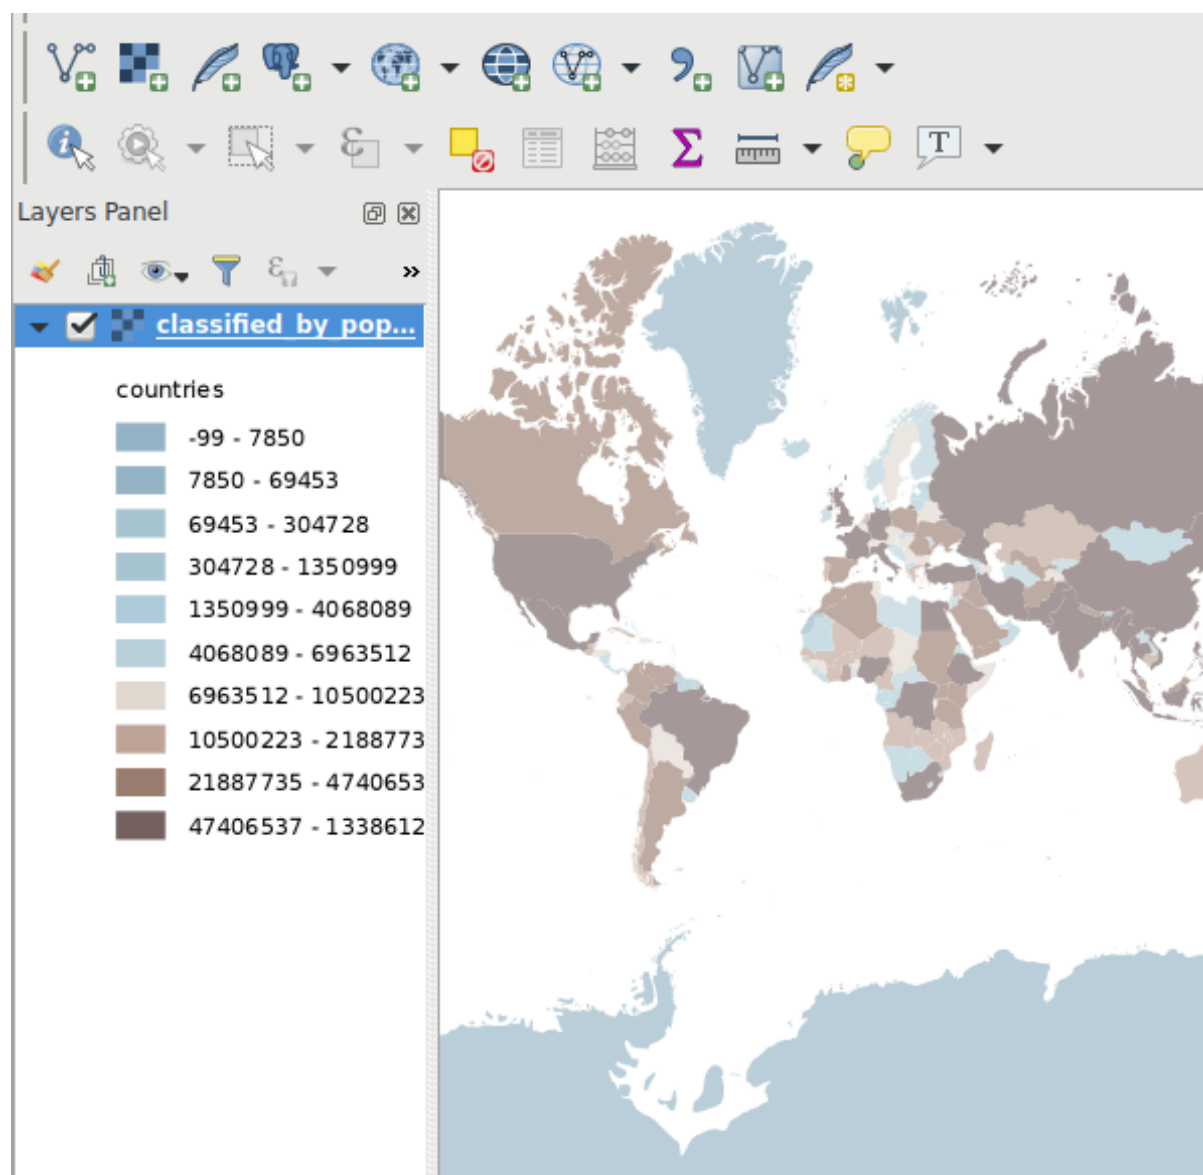 T
Layers Panel
classified_by_pop...
countries
-99 - 7850
7850 - 69453
69453 - 304728
304728 - 1350999
1350999 - 4068089
4068089 - 6963512
6963512 - 10500223
10500223 - 2188773
21887735 - 4740653
47406537 - 1338612